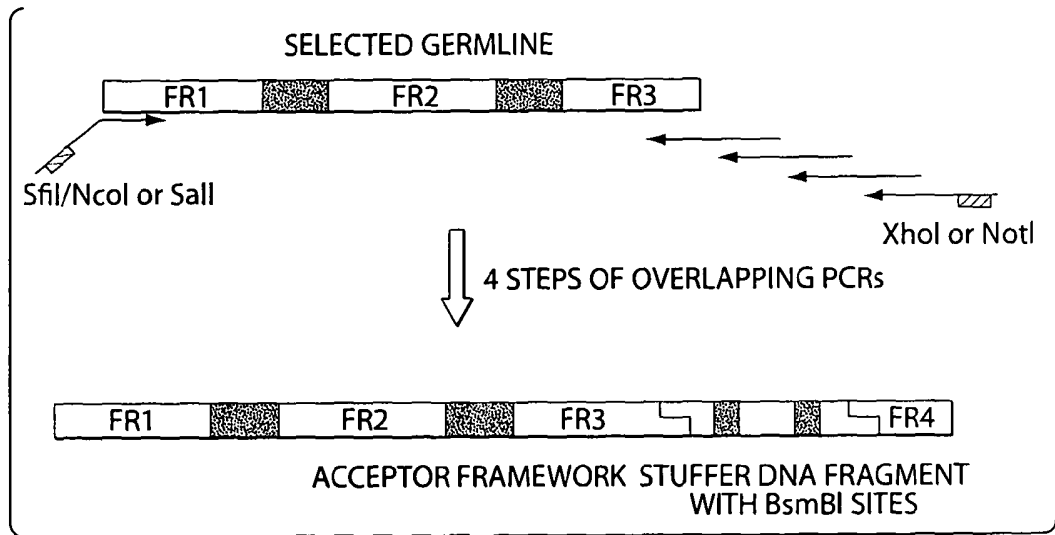 SELECTED GERMLINE
FR1 FR2 FR3
SfiI/NcoI or SalI
XhoI or NotI
4 STEPS OF OVERLAPPING PCRs
FR1 FR2 FR3 FR4
ACCEPTOR FRAMEWORK STUFFER DNA FRAGMENT
WITH BsmBI SITES